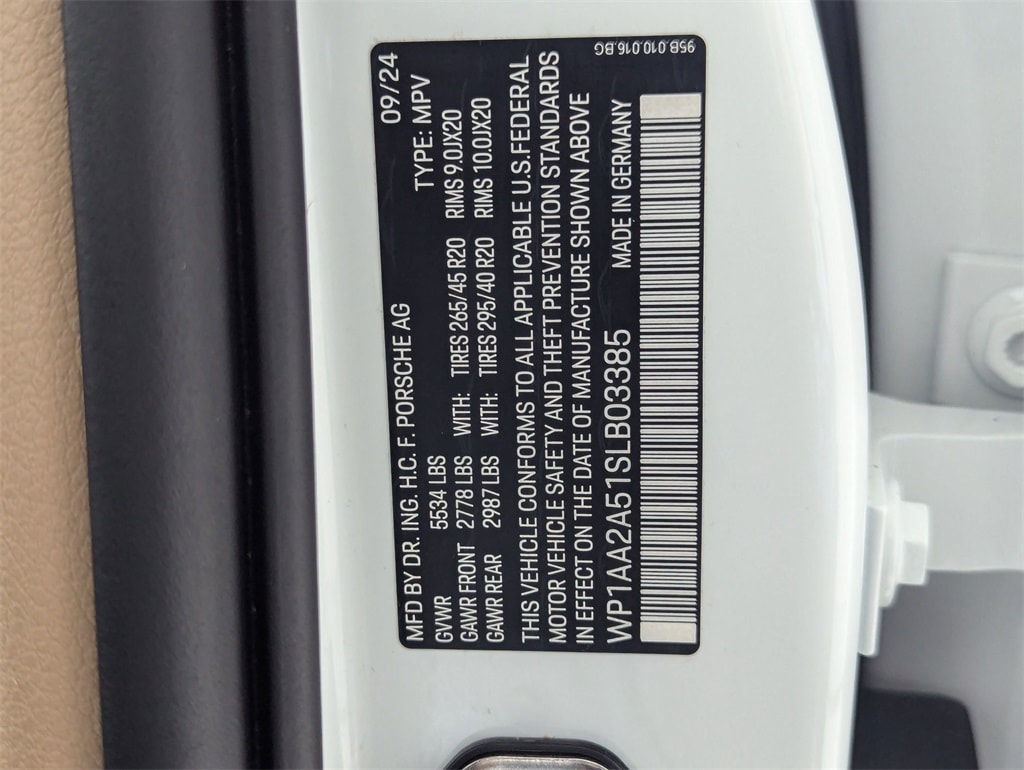 09/24
MFD BY DR. ING. H.C. F. PORSCHE AG
TYPE: MPV
GVWR 5534 LBS
GAWR FRONT 2778 LBS WITH: TIRES 265/45 R20 RIMS 9.0JX20
GAWR REAR 2987 LBS WITH: TIRES 295/40 R20 RIMS 10.0JX20
THIS VEHICLE CONFORMS TO ALL APPLICABLE U.S.FEDERAL
MOTOR VEHICLE SAFETY AND THEFT PREVENTION STANDARDS
IN EFFECT ON THE DATE OF MANUFACTURE SHOWN ABOVE
WP1AA2A51SLB03385 MADE IN GERMANY
95B.010.016.BG